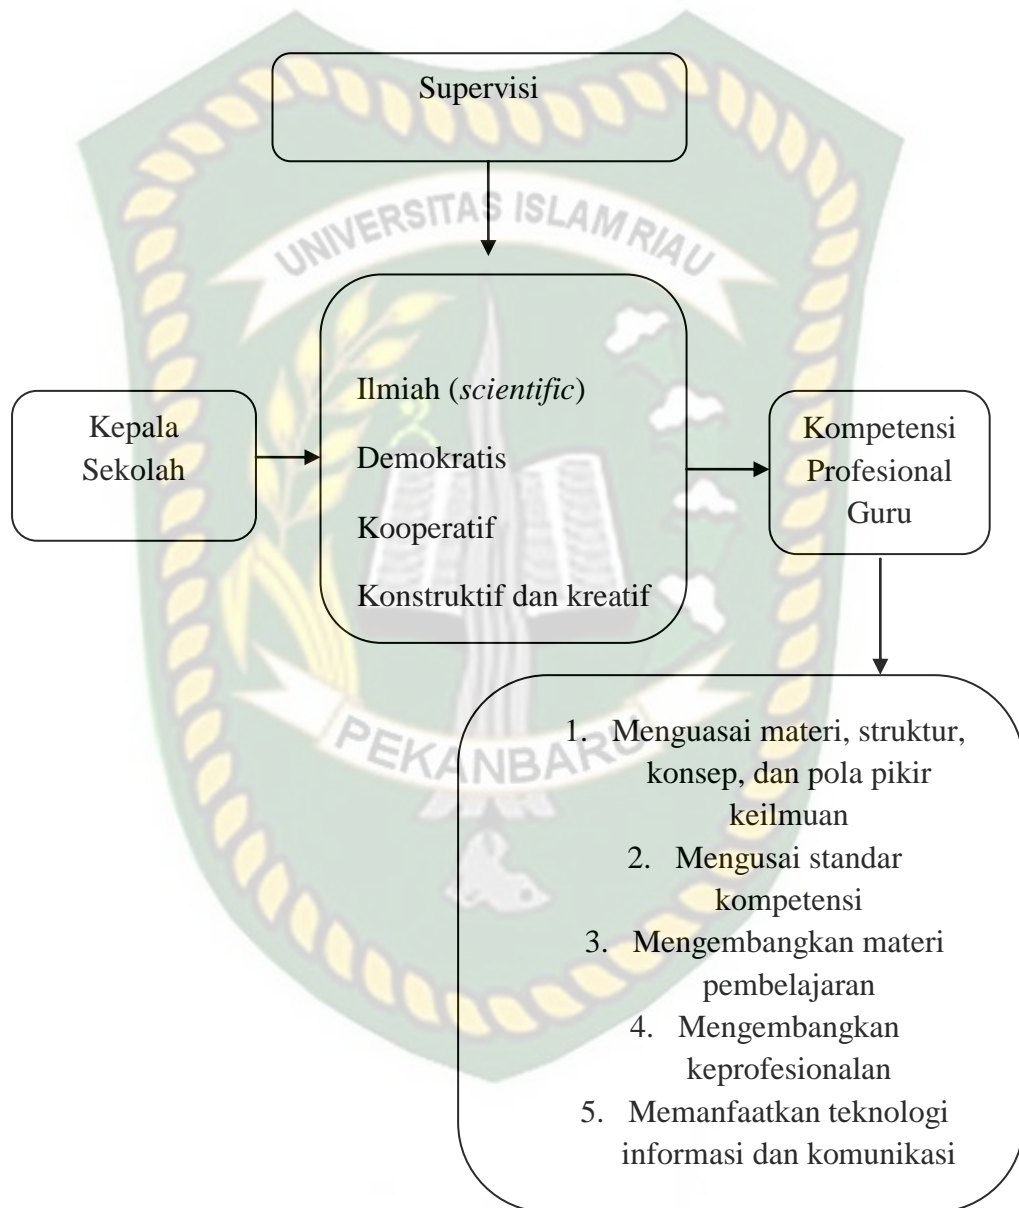 Supervisi
UNIVERSITAS ISLAM RIAU
Kepala
Sekolah
Ilmiah (scientific)
Demokratis
Kooperatif
Konstruktif dan kreatif
Kompetensi
Profesional
Guru
PEKANBARU
1. Menguasai materi, struktur,
konsep, dan pola pikir
keilmuan
2. Mengusai standar
kompetensi
3. Mengembangkan materi
pembelajaran
4. Mengembangkan
keprofesionalan
5. Memanfaatkan teknologi
informasi dan komunikasi